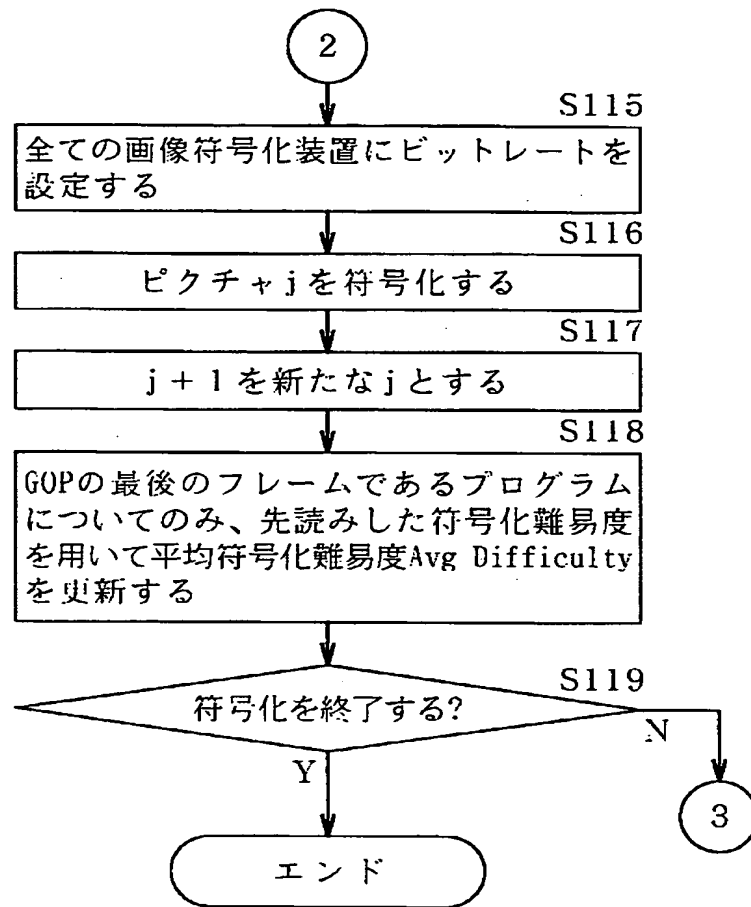 2
S115
全ての画像符号化装置にビットレートを
設定する
S116
ピクチャjを符号化する
S117
j+1を新たなjとする
S118
GOPの最後のフレームであるプログラム
についてのみ、先読みした符号化難易度
を用いて平均符号化難易度Avg Difficulty
を更新する
S119
符号化を終了する?
N
Y
3
エンド